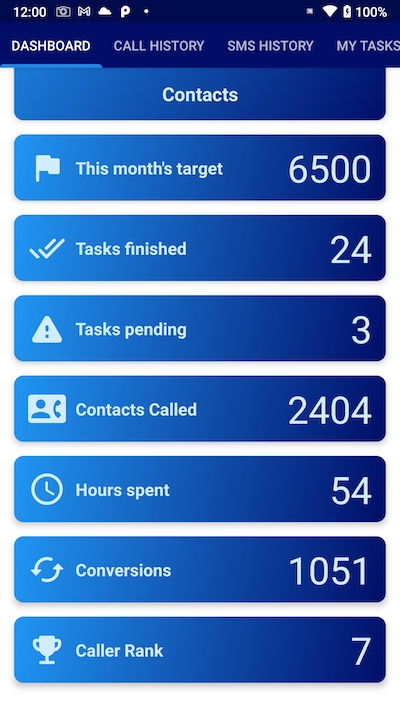 12:00 100%
DASHBOARD CALL HISTORY SMS HISTORY MY TASKS
Contacts
This month's target 6500
Tasks finished 24
Tasks pending 3
Contacts Called 2404
Hours spent 54
Conversions 1051
Caller Rank 7